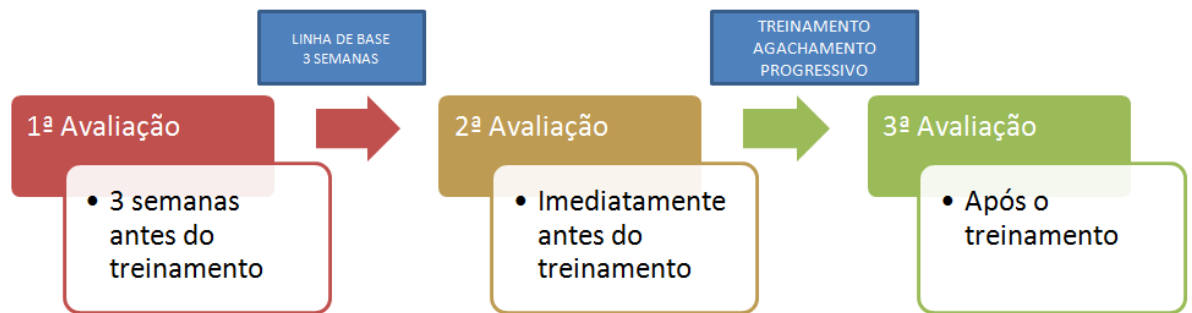 LINHA DE BASE
3 SEMANAS
TREINAMENTO
AGACHAMENTO
PROGRESSIVO
1ª Avaliação
• 3 semanas
antes do
treinamento
2ª Avaliação
• Imediatamente
antes do
treinamento
3ª Avaliação
• Após o
treinamento